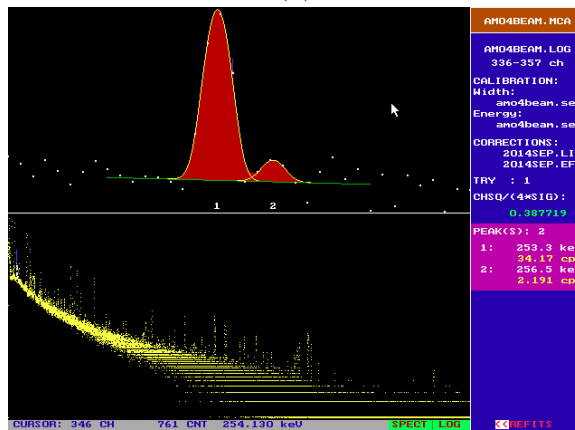 AMO4BEAM.MCA
AMO4BEAM.LOG
336-357 ch
CALIBRATION:
Width:
amo4beam.se
Energy:
amo4beam.se
CORRECTIONS:
2014SEP.LI
2014SEP.EF
TRY : 1
CHSQ/(4*SIG):
0.387719
PEAK(S): 2
1: 253.3 ke
34.17 cp
2: 256.5 ke
2.191 cp
1 2
CURSOR: 346 CH 761 CNT 254.130 keV SPECT LOG <<REFITS